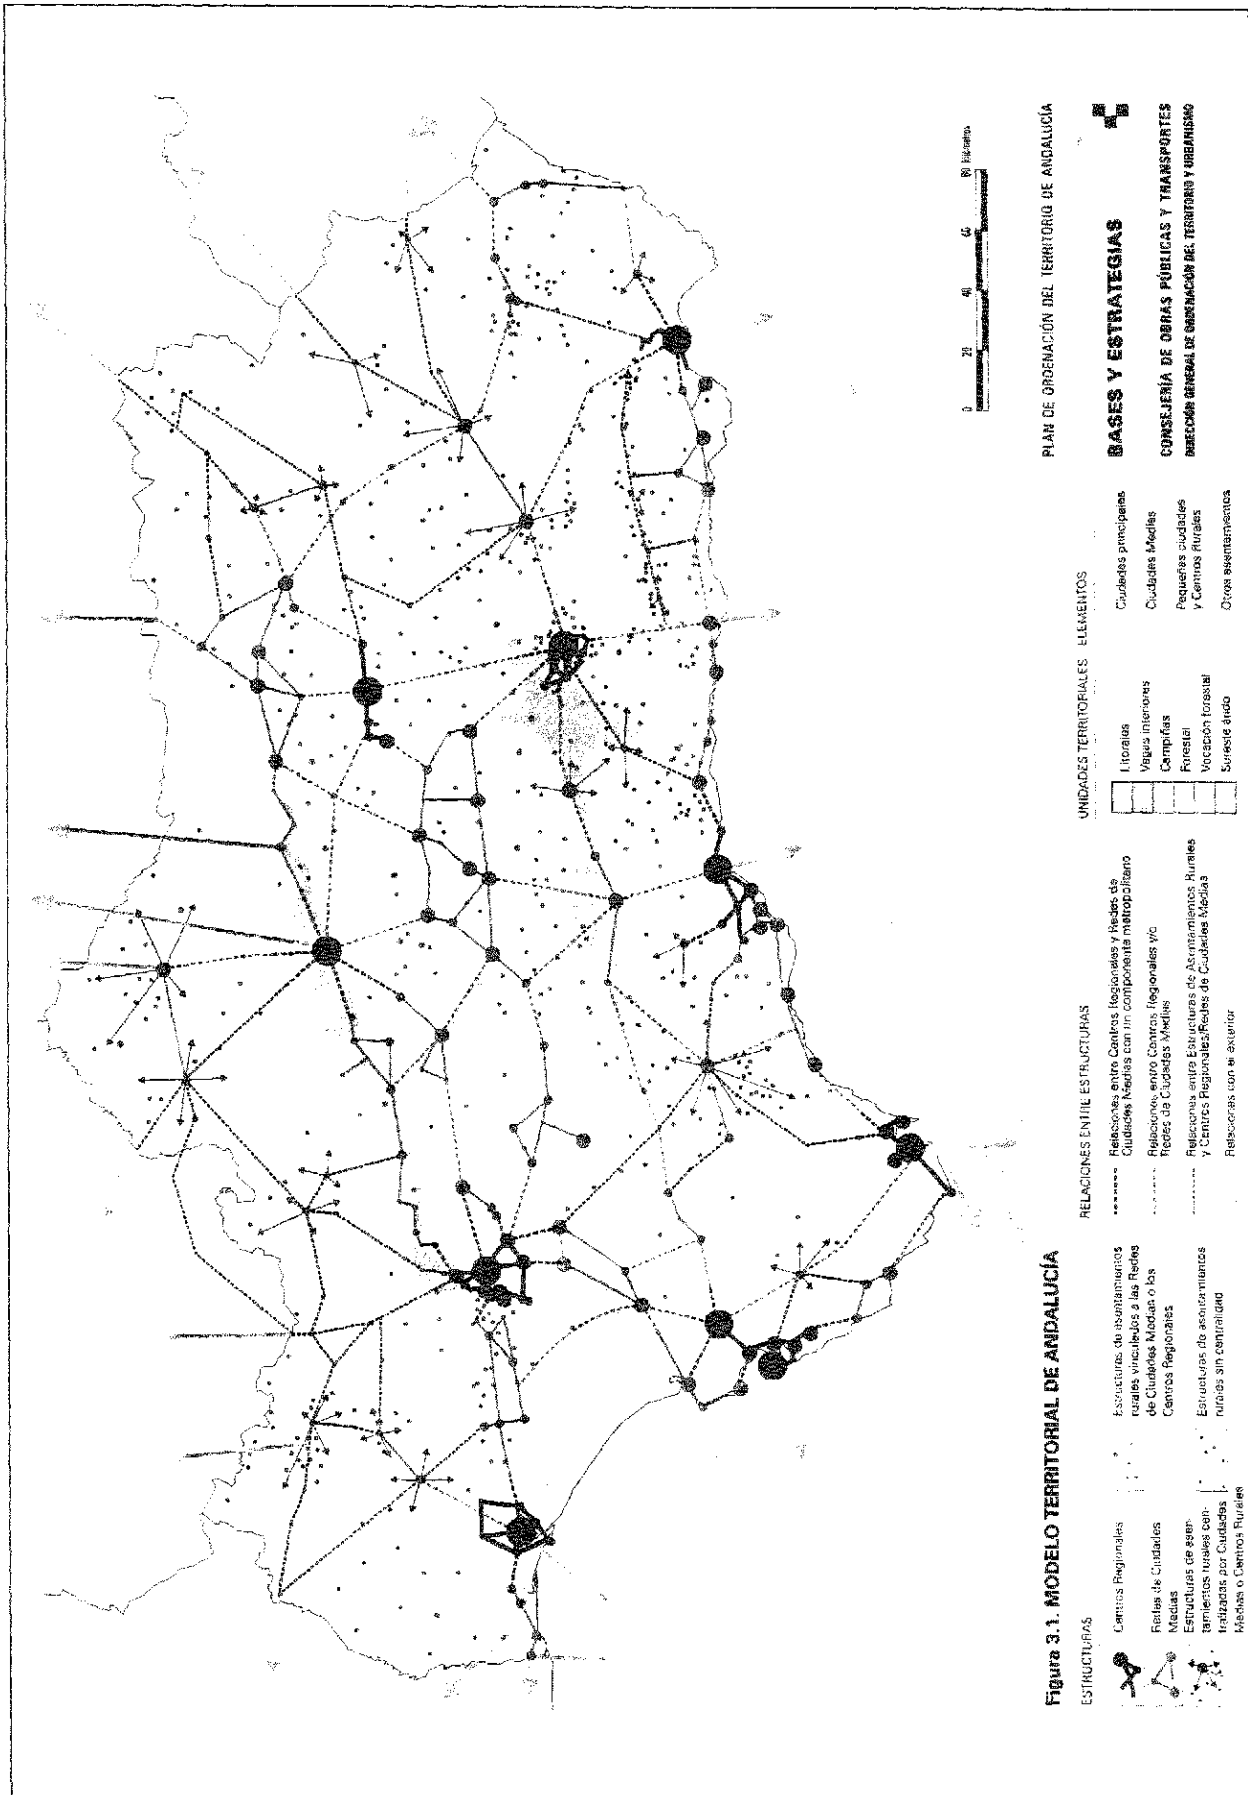 0 20 40 60 80 kilómetros
Figura 3.1. MODELO TERRITORIAL DE ANDALUCÍA
PLAN DE ORDENACIÓN DEL TERRITORIO DE ANDALUCÍA
BASES Y ESTRATEGIAS
CONSEJERÍA DE OBRAS PÚBLICAS Y TRANSPORTES
DIRECCIÓN GENERAL DE ORDENACIÓN DEL TERRITORIO Y URBANISMO
ESTRUCTURAS
Centros Regionales
Redes de Ciudades
Medias
Estructuras de asen-
tamientos rurales cen-
tralizadas por Ciudades
Medias o Centros Rurales
Estructuras de asentamientos
rurales vinculados a las Redes
de Ciudades Medias o los
Centros Regionales
Estructuras de asentamientos
rurales sin centralidad
RELACIONES ENTRE ESTRUCTURAS
Relaciones entre Centros Regionales y Redes de
Ciudades Medias con un componente metropolitano
Relaciones entre Centros Regionales y/o
Redes de Ciudades Medias
Relaciones entre Estructuras de Asentamientos Rurales
y Centros Regionales/Redes de Ciudades Medias
Relaciones con el exterior
UNIDADES TERRITORIALES
Litorales
Vegas interiores
Campiñas
Forestal
Vocación forestal
Sureste árido
ELEMENTOS
Ciudades principales
Ciudades Medias
Pequeñas ciudades
y Centros Rurales
Otros asentamientos